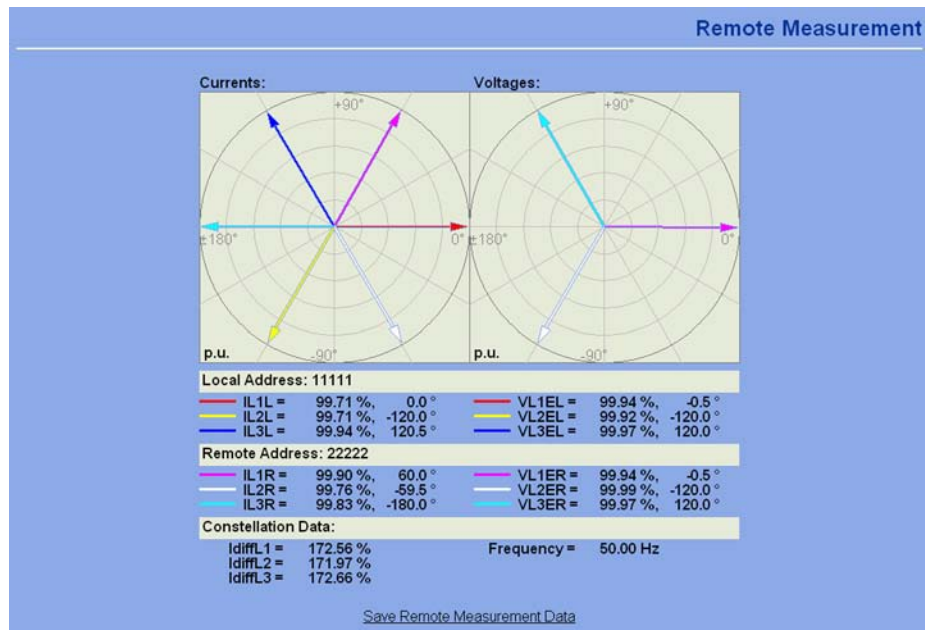 Remote Measurement
Currents: Voltages:
+90° +90°
±180° 0° ±180° 0°
p.u. -90° p.u. -90°
Local Address: 11111
IL1L = 99.71 %, 0.0 ° VL1EL = 99.94 %, -0.5 °
IL2L = 99.71 %, -120.0 ° VL2EL = 99.92 %, -120.0 °
IL3L = 99.94 %, 120.5 ° VL3EL = 99.97 %, 120.0 °
Remote Address: 22222
IL1R = 99.90 %, 60.0 ° VL1ER = 99.94 %, -0.5 °
IL2R = 99.76 %, -59.5 ° VL2ER = 99.99 %, -120.0 °
IL3R = 99.83 %, -180.0 ° VL3ER = 99.97 %, 120.0 °
Constellation Data:
IdiffL1 = 172.56 % Frequency = 50.00 Hz
IdiffL2 = 171.97 %
IdiffL3 = 172.66 %
Save Remote Measurement Data